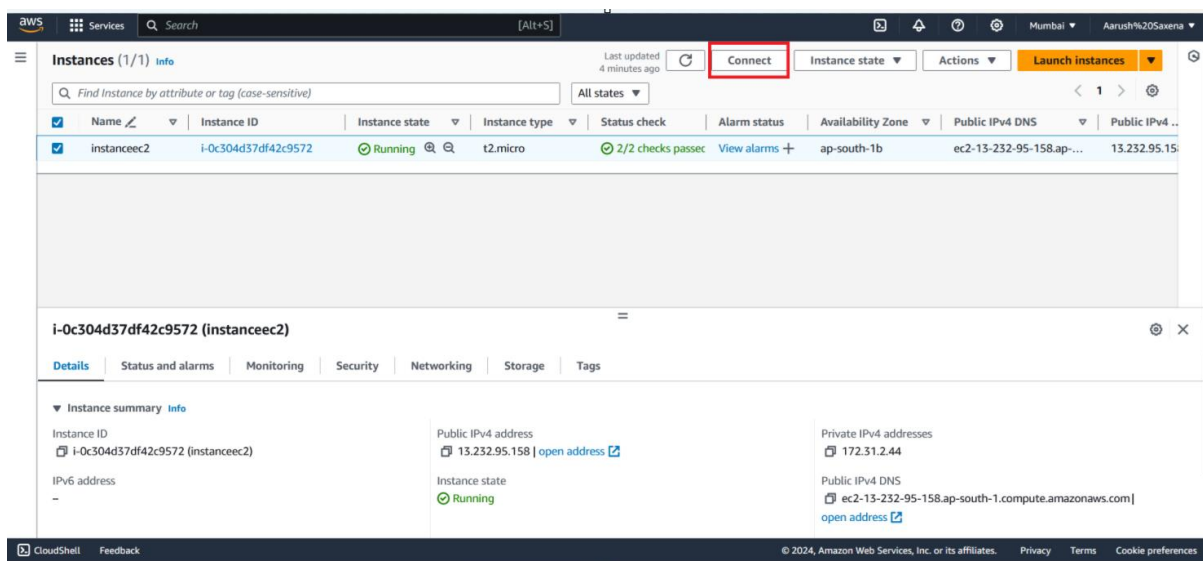 aws Services Search [Alt+S] Mumbai Aarush%20Saxena
Instances (1/1) Info Last updated 4 minutes ago Connect Instance state Actions Launch instances
Find Instance by attribute or tag (case-sensitive) All states 1
Name Instance ID Instance state Instance type Status check Alarm status Availability Zone Public IPv4 DNS Public IPv4 ...
instanceec2 i-0c304d37df42c9572 Running t2.micro 2/2 checks passec View alarms + ap-south-1b ec2-13-232-95-158.ap-... 13.232.95.15
i-0c304d37df42c9572 (instanceec2)
Details Status and alarms Monitoring Security Networking Storage Tags
Instance summary Info
Instance ID Public IPv4 address Private IPv4 addresses
i-0c304d37df42c9572 (instanceec2) 13.232.95.158 | open address 172.31.2.44
IPv6 address Instance state Public IPv4 DNS
– Running ec2-13-232-95-158.ap-south-1.compute.amazonaws.com |
open address
CloudShell Feedback © 2024, Amazon Web Services, Inc. or its affiliates. Privacy Terms Cookie preferences